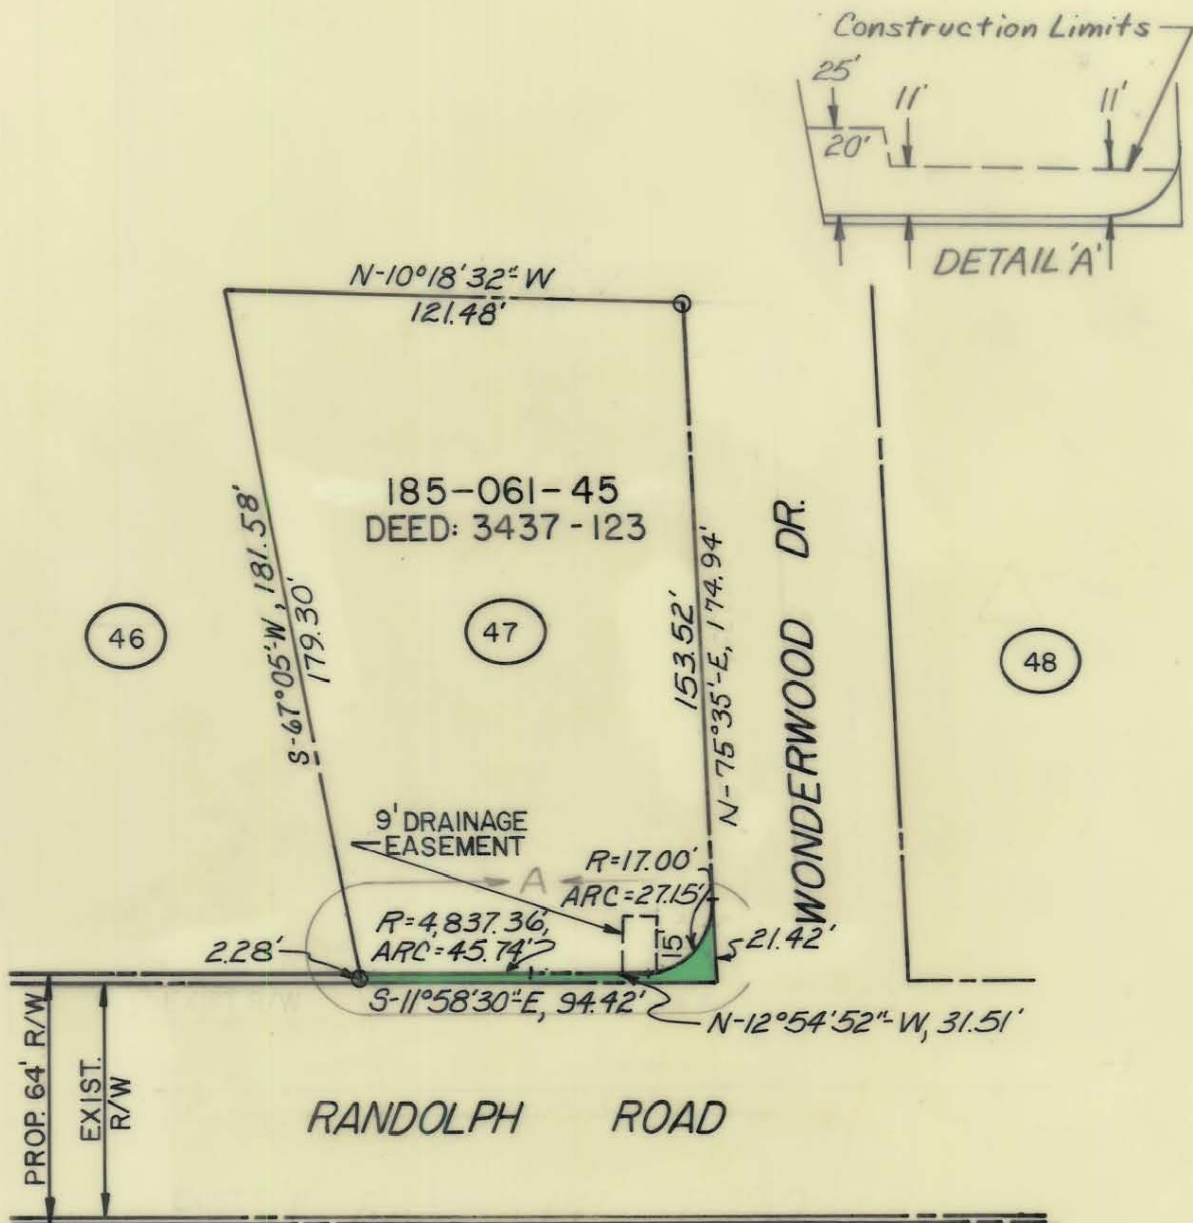 Construction Limits
25'
11'
11'
20'
DETAIL 'A'
N-10°18'32"-W
121.48'
185-061-45
DEED: 3437-123
S-67°05'-W, 181.58'
179.30'
153.52'
N-75°35'-E, 174.94'
WONDERWOOD DR.
46
47
48
9' DRAINAGE
EASEMENT
R=17.00'
A
ARC=27.15'
R=4,837.36',
ARC=45.74'
15'
21.42'
2.28'
S-11°58'30"-E, 94.42'
N-12°54'52"-W, 31.51'
PROP. 64' R/W
EXIST.
R/W
RANDOLPH ROAD